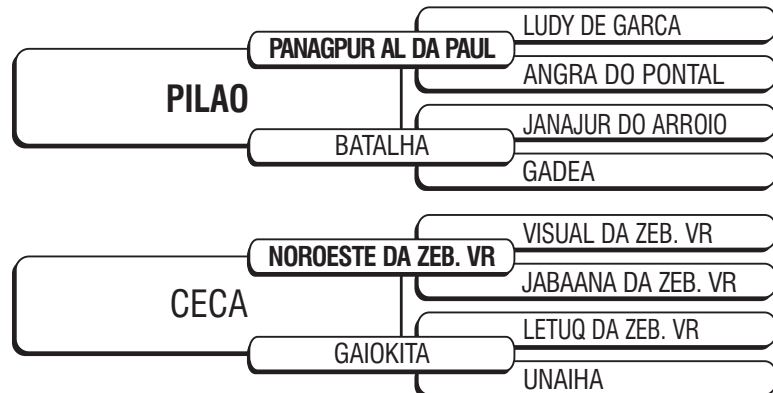 LUDY DE GARCA
PANAGPUR AL DA PAUL
ANGRA DO PONTAL
PILAO
JANAJUR DO ARROIO
BATALHA
GADEA
VISUAL DA ZEB. VR
NOROESTE DA ZEB. VR
JABAANA DA ZEB. VR
CECA
LETUQ DA ZEB. VR
GAIOKITA
UNAIHA